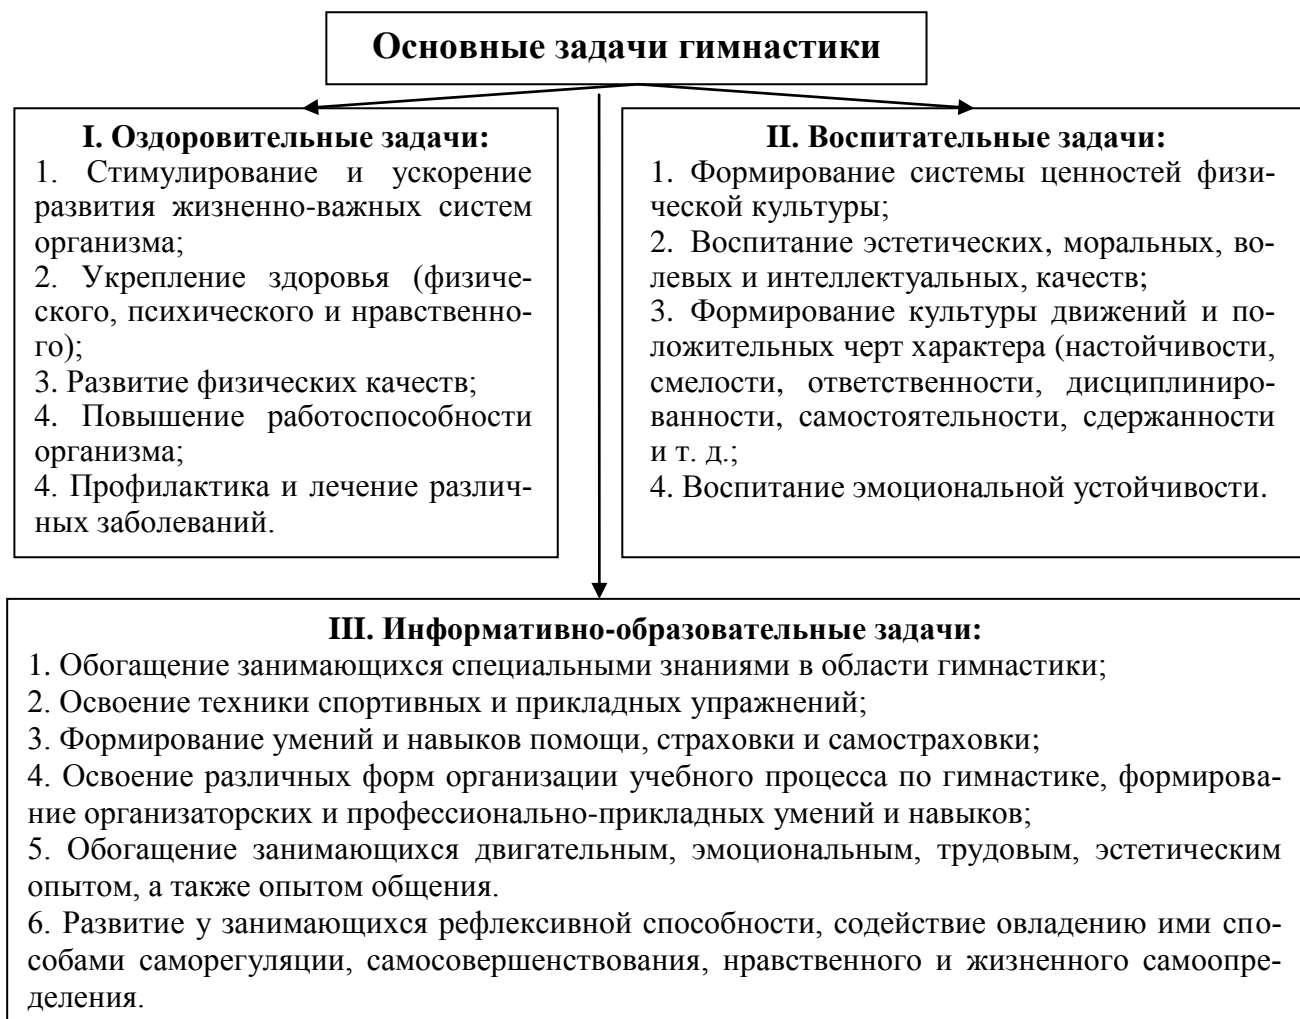 Основные задачи гимнастики
I. Оздоровительные задачи:
1. Стимулирование и ускорение
развития жизненно-важных систем
организма;
2. Укрепление здоровья (физиче-
ского, психического и нравственно-
го);
3. Развитие физических качеств;
4. Повышение работоспособности
организма;
4. Профилактика и лечение различ-
ных заболеваний.
II. Воспитательные задачи:
1. Формирование системы ценностей физи-
ческой культуры;
2. Воспитание эстетических, моральных, во-
левых и интеллектуальных, качеств;
3. Формирование культуры движений и по-
ложительных черт характера (настойчивости,
смелости, ответственности, дисциплиниро-
ванности, самостоятельности, сдержанности
и т. д.;
4. Воспитание эмоциональной устойчивости.
III. Информативно-образовательные задачи:
1. Обогащение занимающихся специальными знаниями в области гимнастики;
2. Освоение техники спортивных и прикладных упражнений;
3. Формирование умений и навыков помощи, страховки и самостраховки;
4. Освоение различных форм организации учебного процесса по гимнастике, формирова-
ние организаторских и профессионально-прикладных умений и навыков;
5. Обогащение занимающихся двигательным, эмоциональным, трудовым, эстетическим
опытом, а также опытом общения.
6. Развитие у занимающихся рефлексивной способности, содействие овладению ими спо-
собами саморегуляции, самосовершенствования, нравственного и жизненного самоопре-
деления.